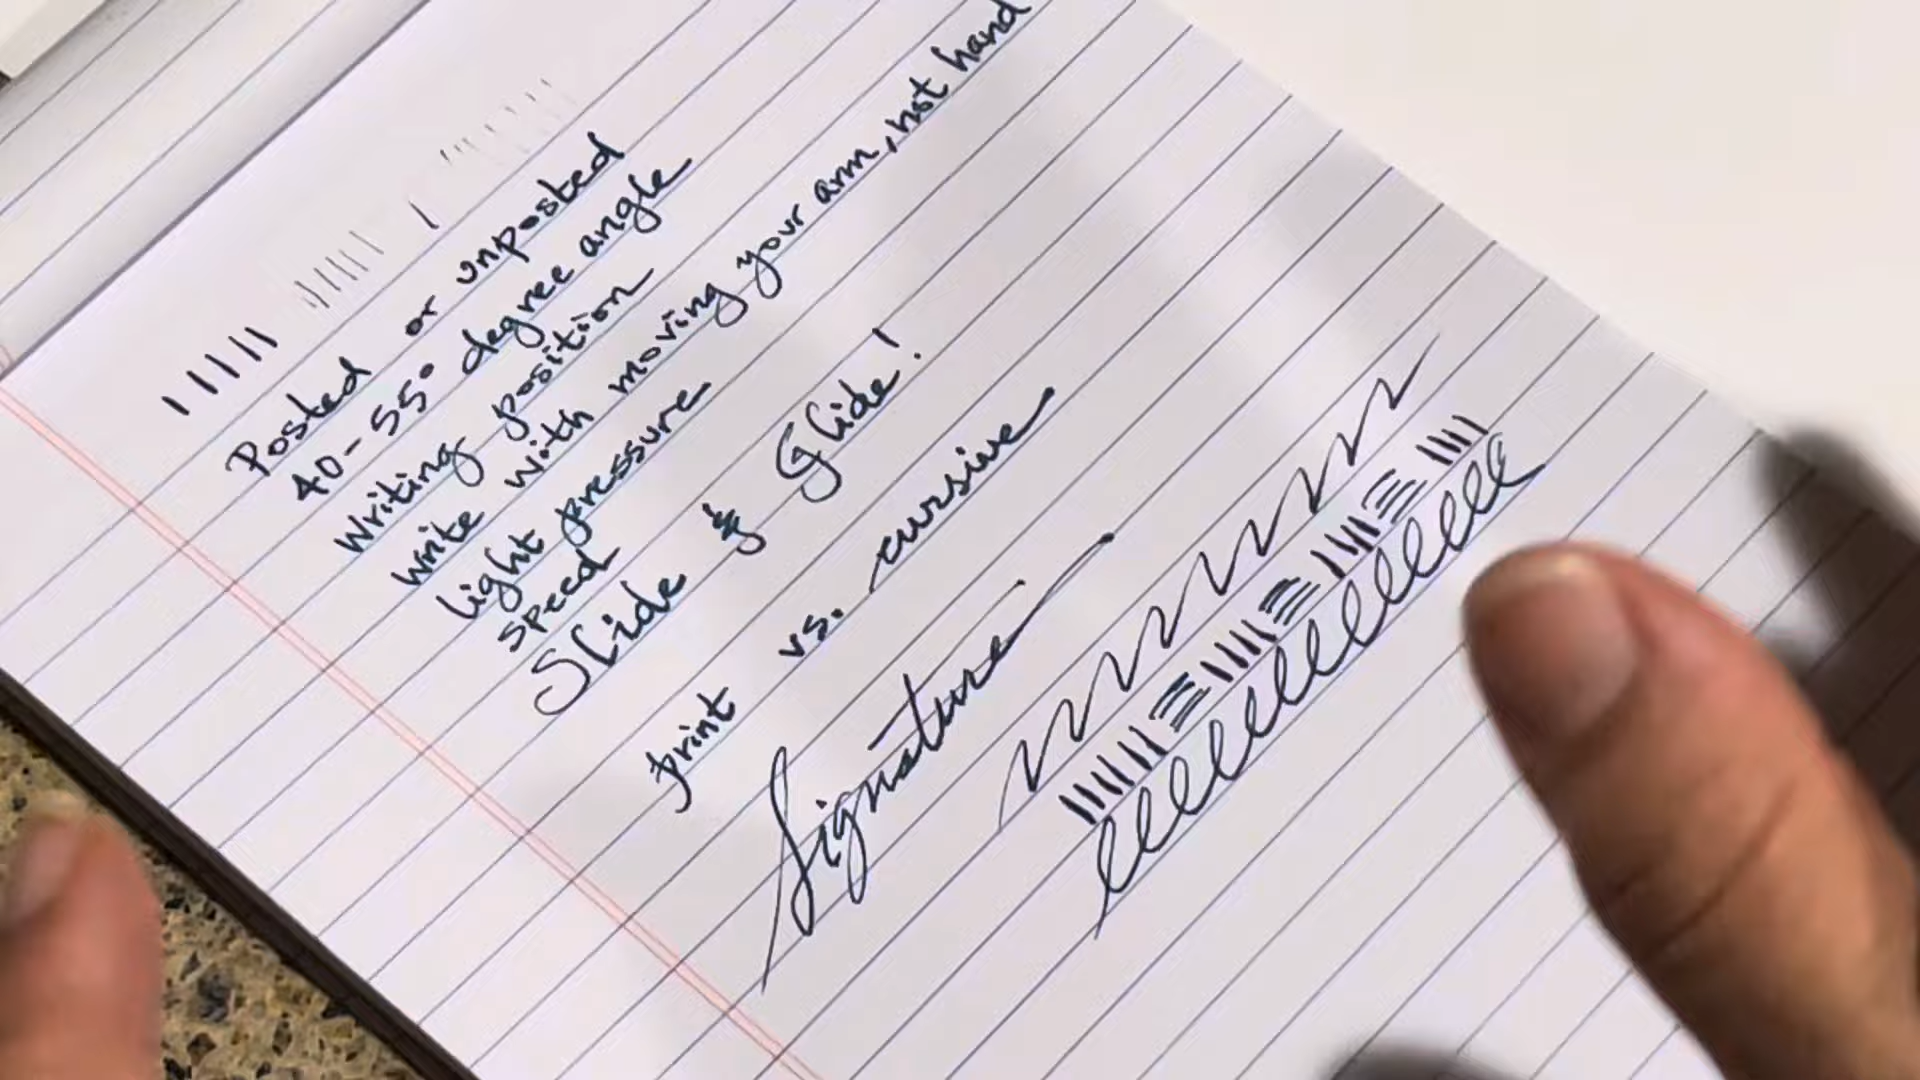 Posted or unposted
40-55° degree angle
Writing position
write with moving your arm, not hand
light pressure
speed
Slide & Glide!
print vs. cursive
Signature